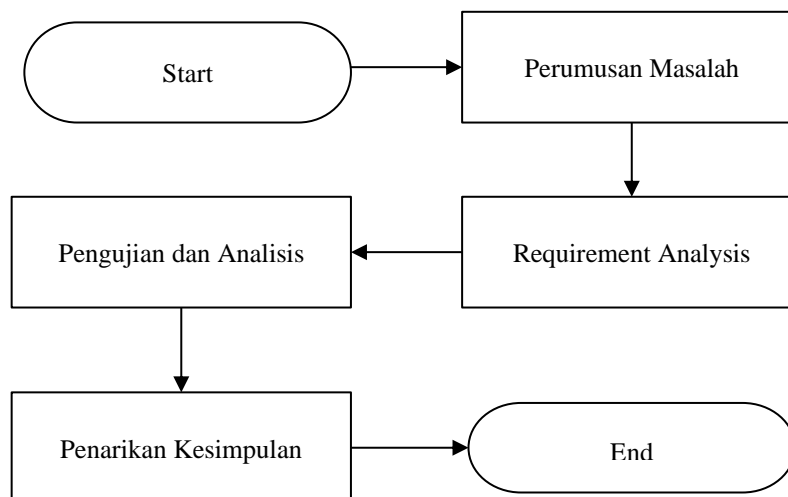 Start
Perumusan Masalah
Requirement Analysis
Pengujian dan Analisis
Penarikan Kesimpulan
End